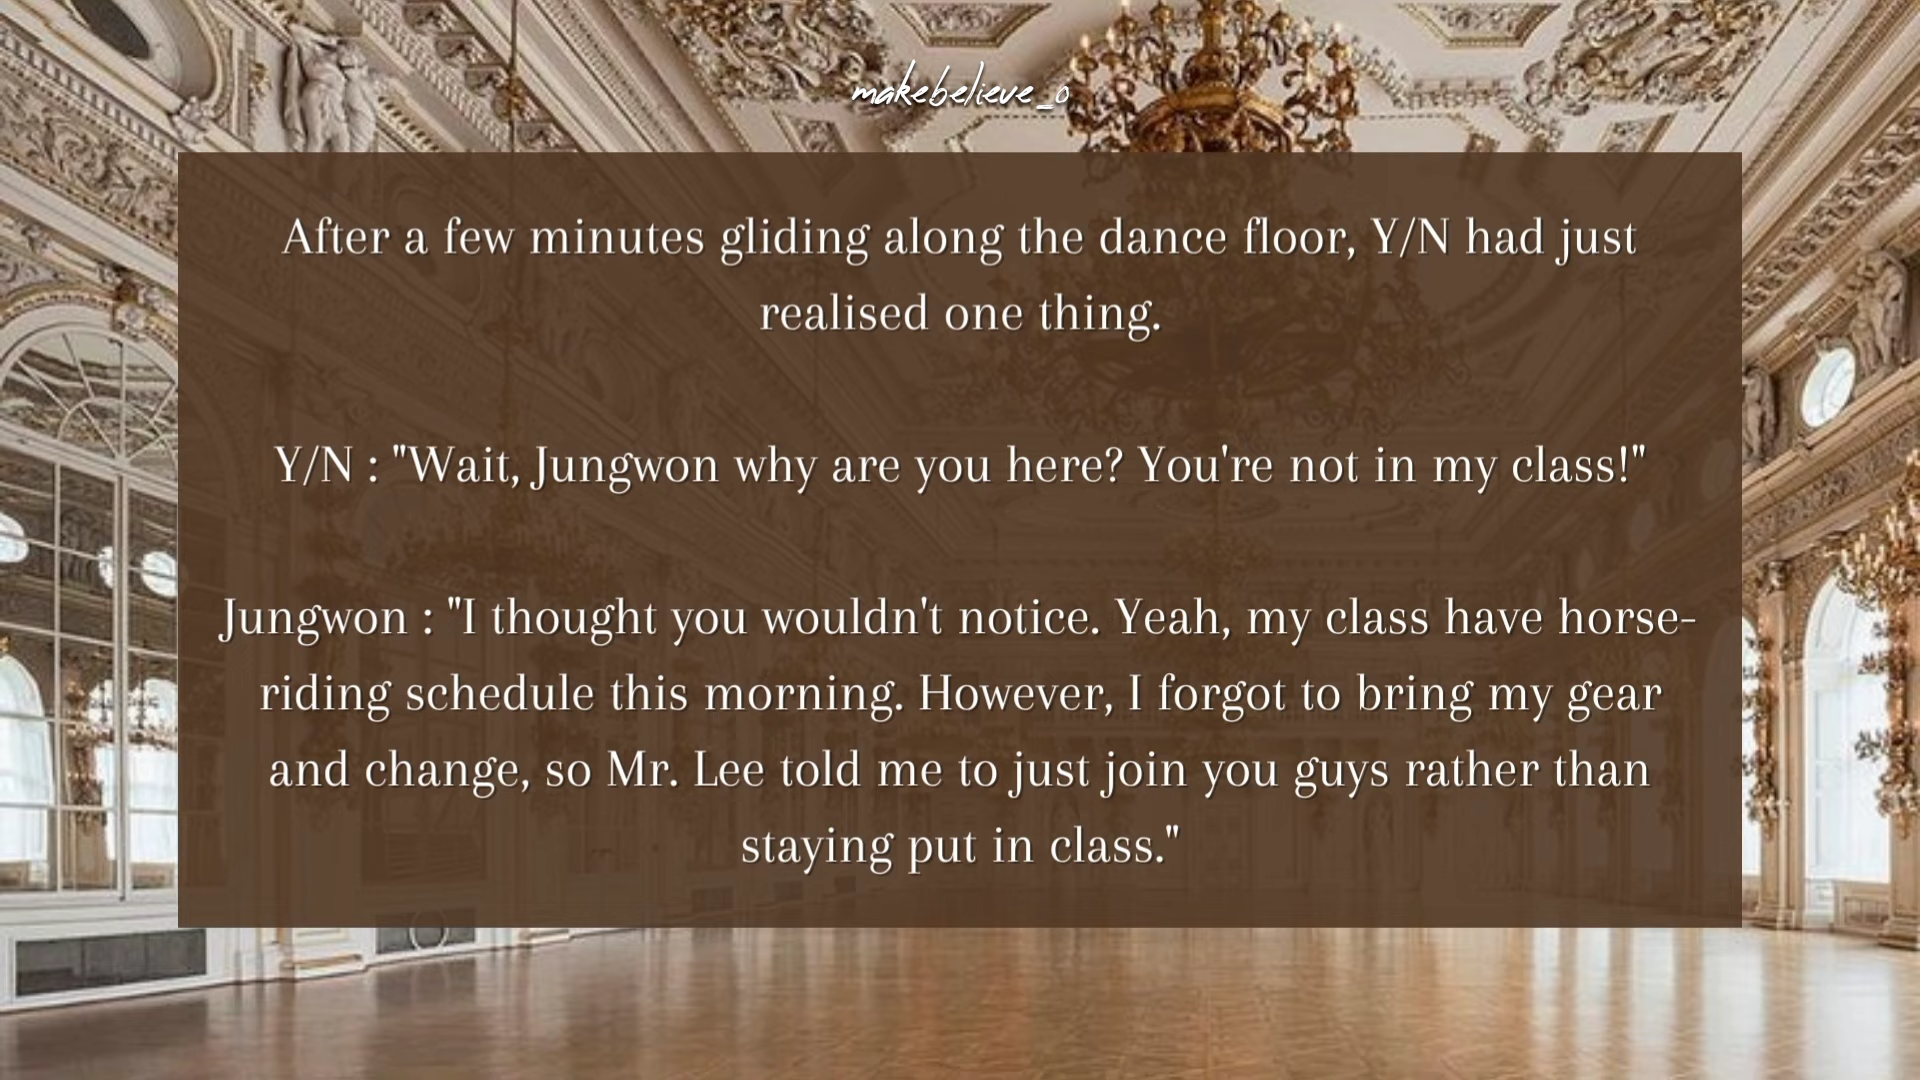 makebelieve_o
After a few minutes gliding along the dance floor, Y/N had just
realised one thing.
Y/N : "Wait, Jungwon why are you here? You're not in my class!"
Jungwon : "I thought you wouldn't notice. Yeah, my class have horse-
riding schedule this morning. However, I forgot to bring my gear
and change, so Mr. Lee told me to just join you guys rather than
staying put in class."